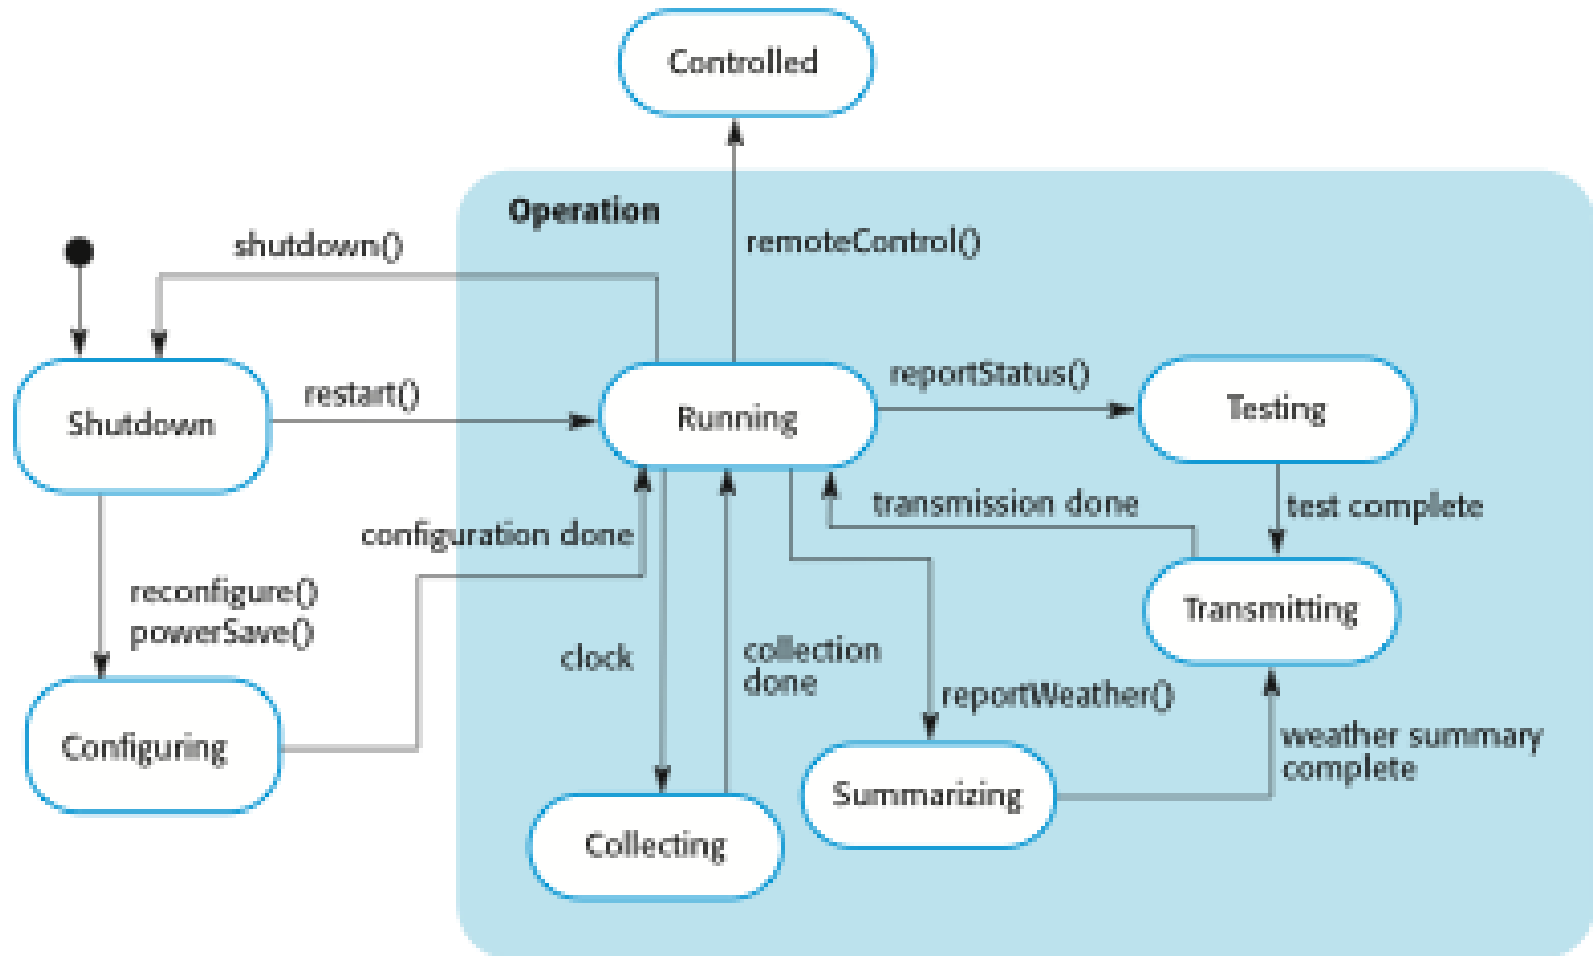 Controlled
Operation
shutdown()
remoteControl()
restart()
reportStatus()
Shutdown
Running
Testing
configuration done
transmission done
test complete
reconfigure()
powerSave()
Transmitting
clock
collection
done
reportWeather()
Configuring
weather summary
complete
Summarizing
Collecting